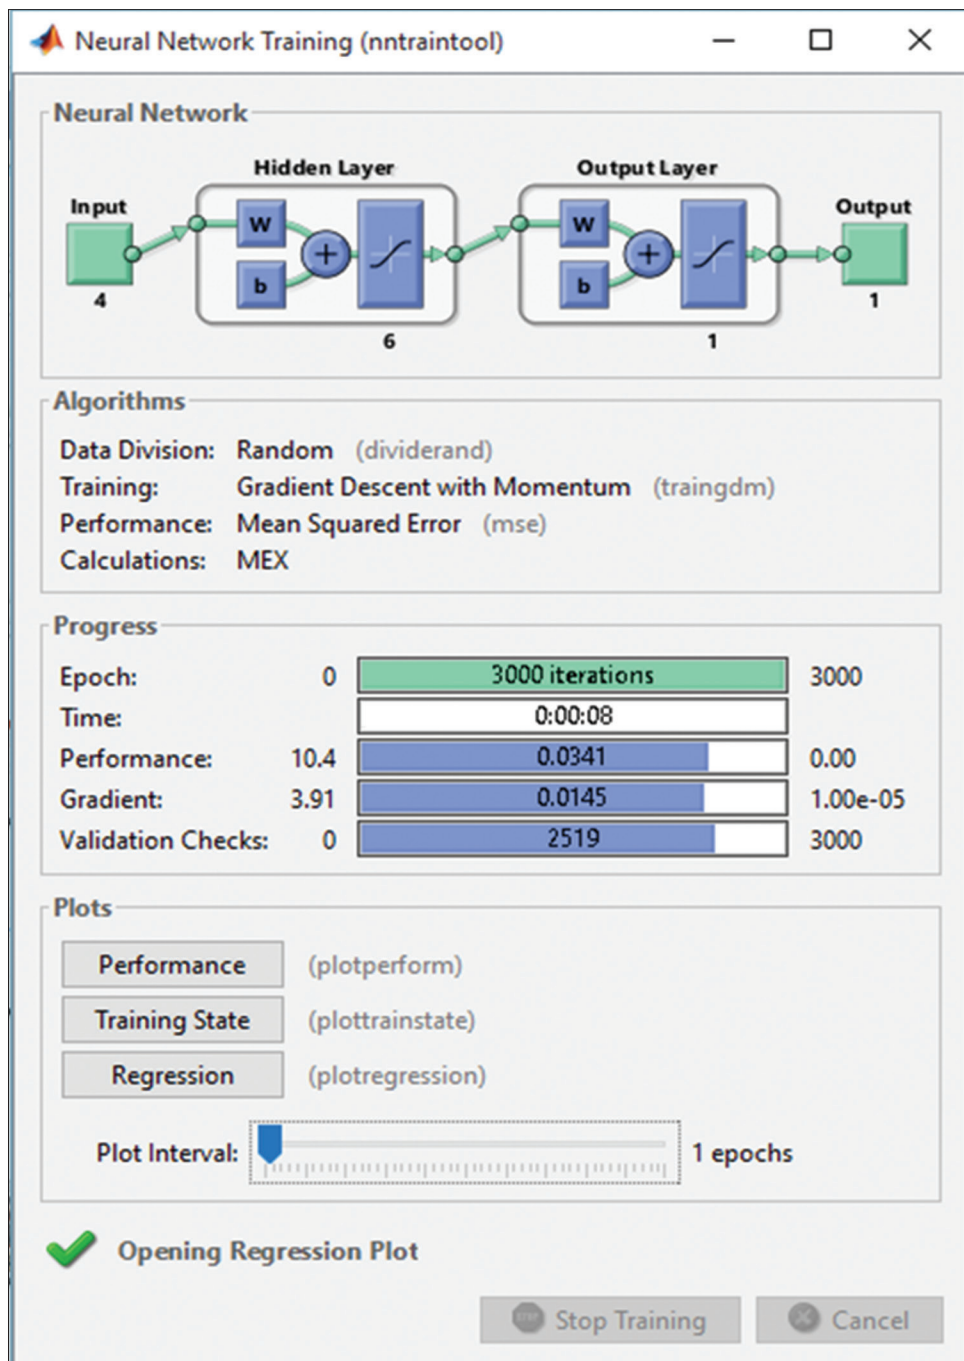 Neural Network Training (nntraintool)
Neural Network
Hidden Layer
Output Layer
Input
Output
W
b
+
W
b
+
4
6
1
1
Algorithms
Data Division: Random (dividerand)
Training: Gradient Descent with Momentum (traingdm)
Performance: Mean Squared Error (mse)
Calculations: MEX
Progress
Epoch: 0 3000 iterations 3000
Time: 0:00:08
Performance: 10.4 0.0341 0.00
Gradient: 3.91 0.0145 1.00e-05
Validation Checks: 0 2519 3000
Plots
Performance (plotperform)
Training State (plottrainstate)
Regression (plotregression)
Plot Interval: 1 epochs
Opening Regression Plot
Stop Training
Cancel